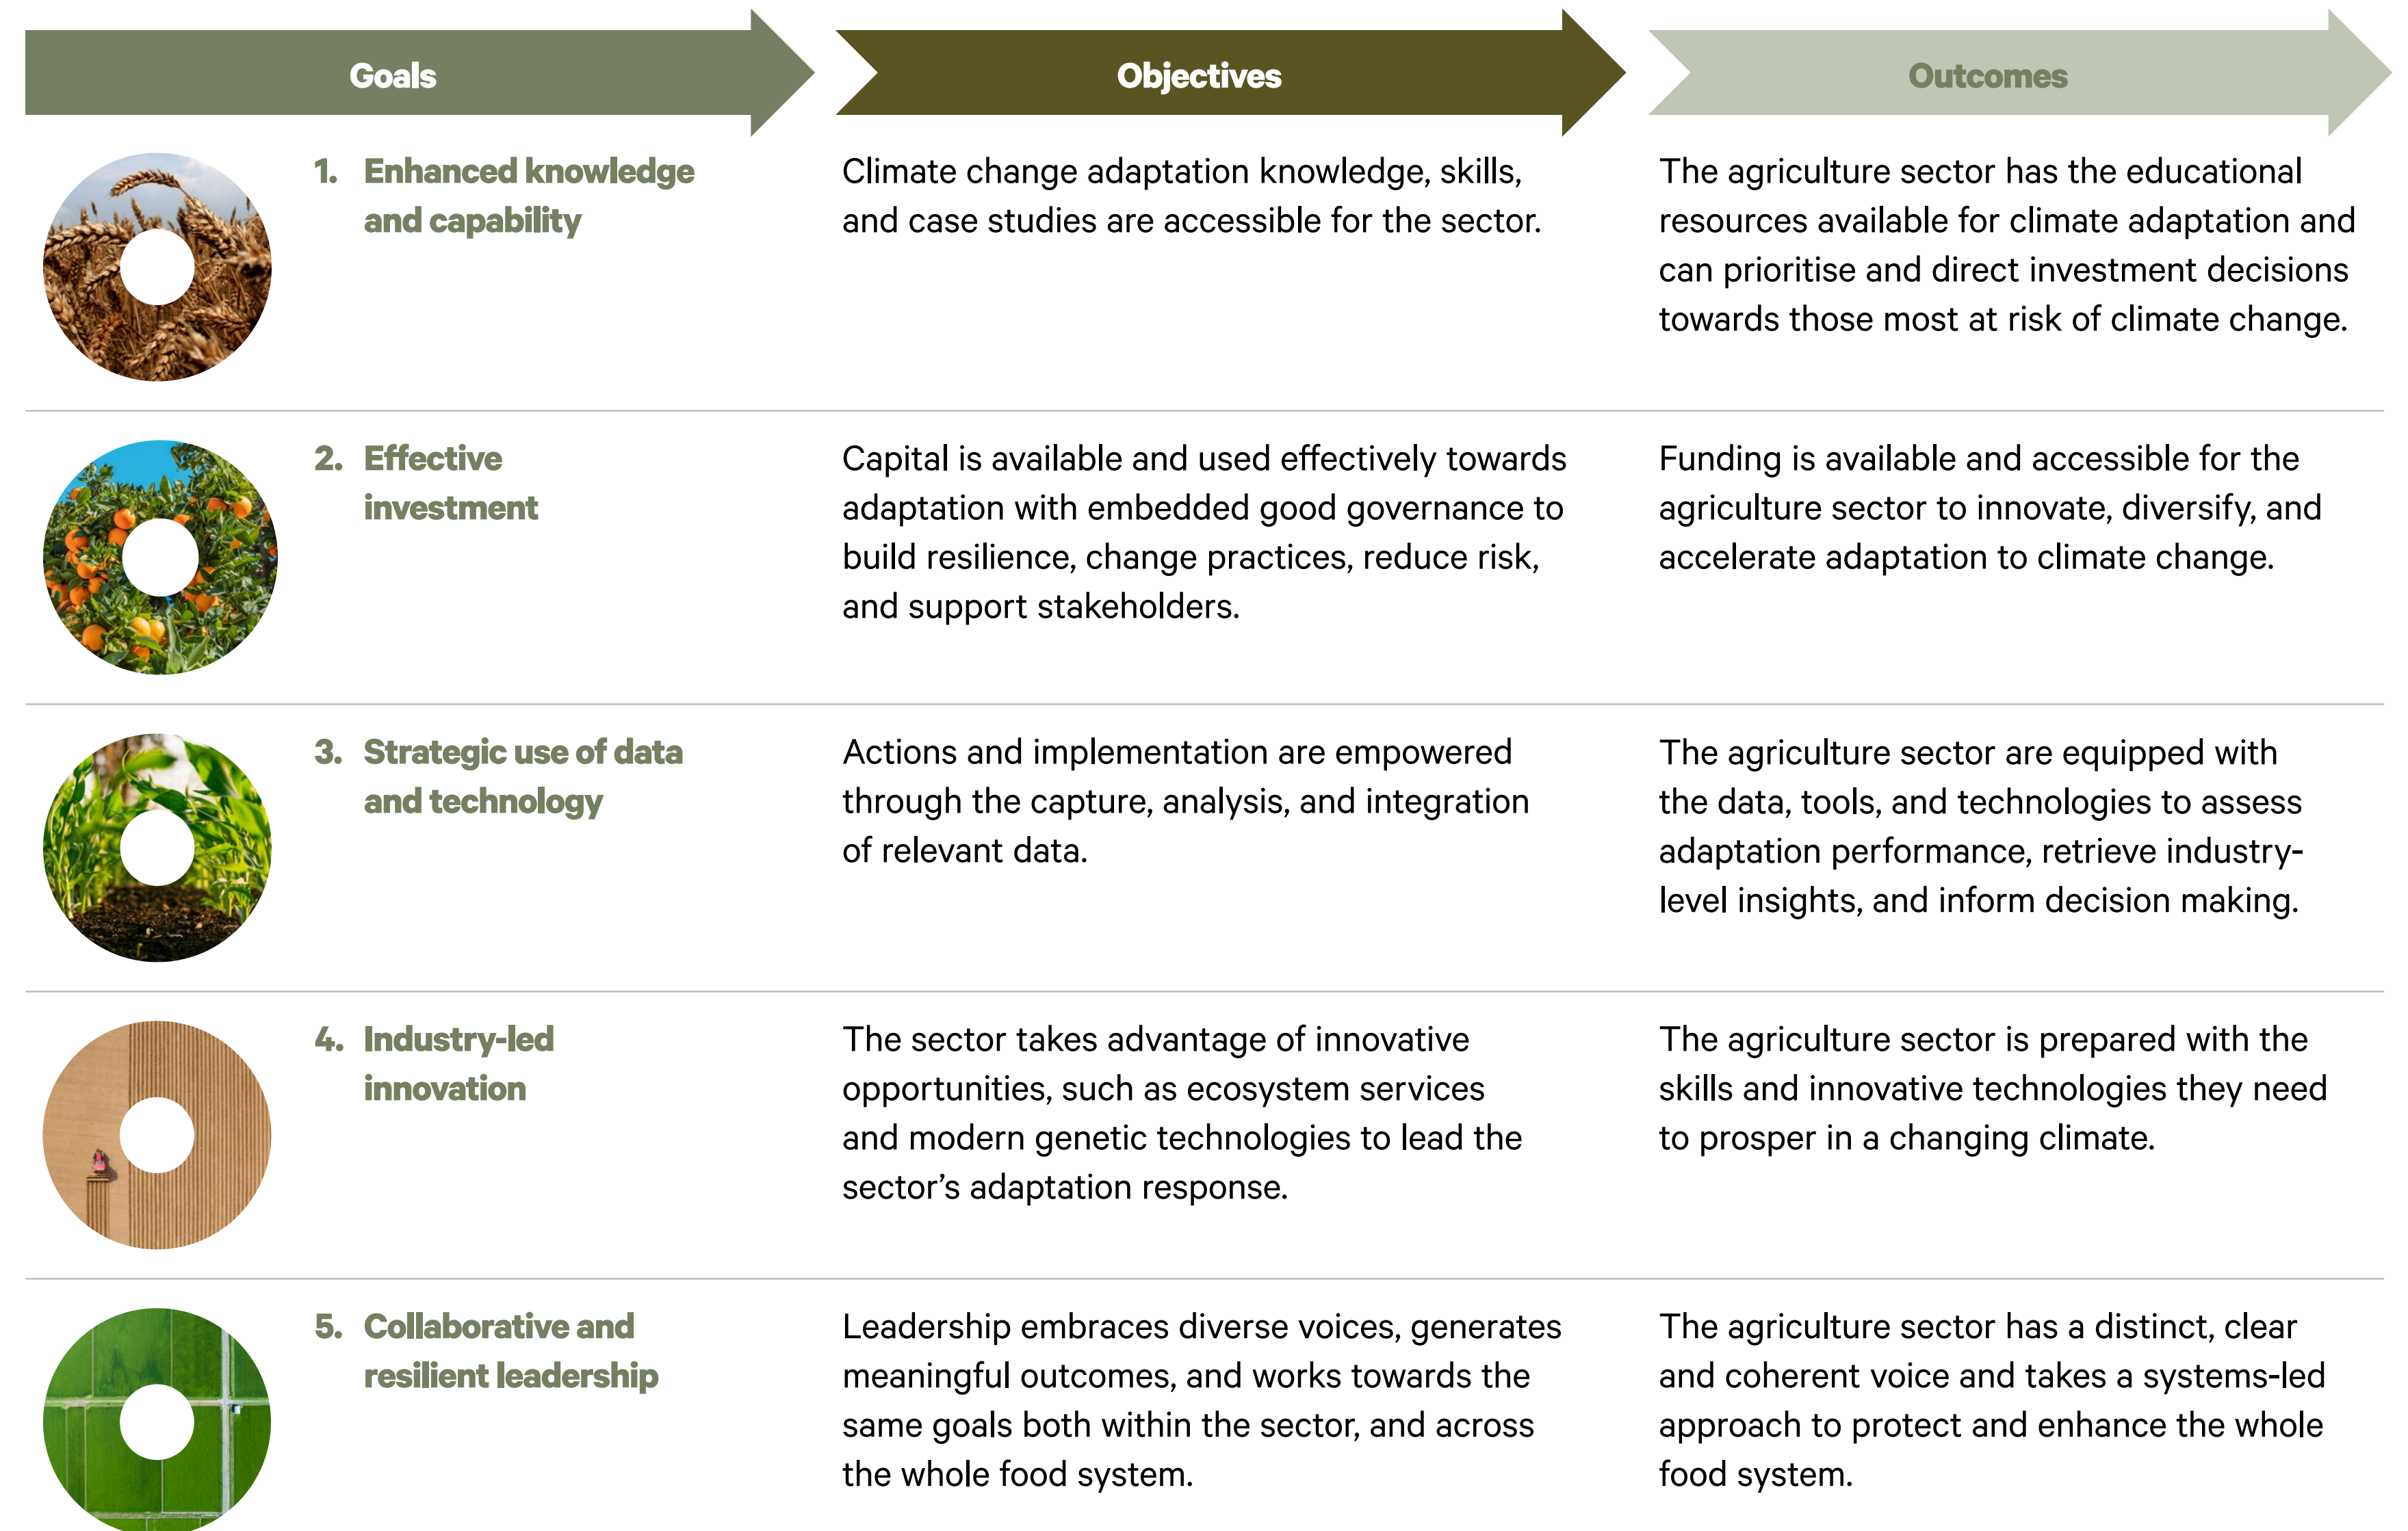 Goals
Objectives
Outcomes
1. Enhanced knowledge
and capability
Climate change adaptation knowledge, skills,
and case studies are accessible for the sector.
The agriculture sector has the educational
resources available for climate adaptation and
can prioritise and direct investment decisions
towards those most at risk of climate change.
2. Effective
investment
Capital is available and used effectively towards
adaptation with embedded good governance to
build resilience, change practices, reduce risk,
and support stakeholders.
Funding is available and accessible for the
agriculture sector to innovate, diversify, and
accelerate adaptation to climate change.
3. Strategic use of data
and technology
Actions and implementation are empowered
through the capture, analysis, and integration
of relevant data.
The agriculture sector are equipped with
the data, tools, and technologies to assess
adaptation performance, retrieve industry-
level insights, and inform decision making.
4. Industry-led
innovation
The sector takes advantage of innovative
opportunities, such as ecosystem services
and modern genetic technologies to lead the
sector’s adaptation response.
The agriculture sector is prepared with the
skills and innovative technologies they need
to prosper in a changing climate.
5. Collaborative and
resilient leadership
Leadership embraces diverse voices, generates
meaningful outcomes, and works towards the
same goals both within the sector, and across
the whole food system.
The agriculture sector has a distinct, clear
and coherent voice and takes a systems-led
approach to protect and enhance the whole
food system.